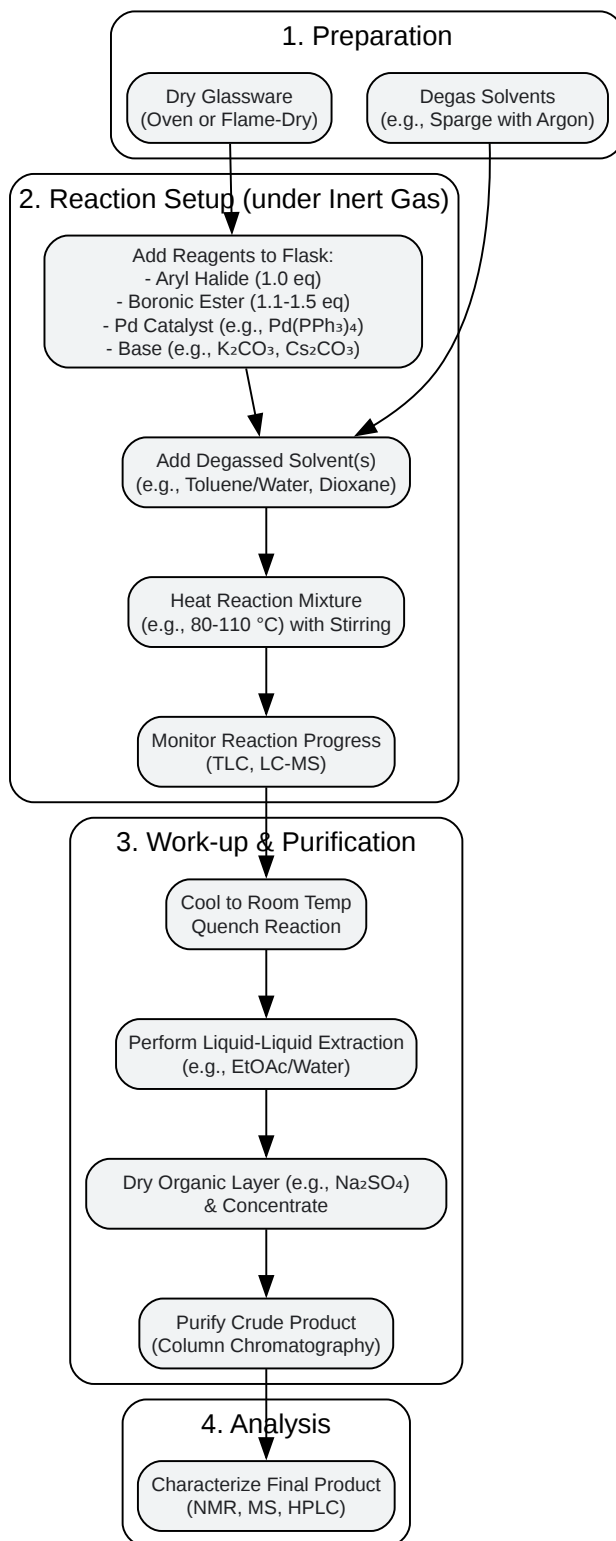 1. Preparation
Dry Glassware
(Oven or Flame-Dry)
Degas Solvents
(e.g., Sparge with Argon)
2. Reaction Setup (under Inert Gas)
Add Reagents to Flask:
- Aryl Halide (1.0 eq)
- Boronic Ester (1.1-1.5 eq)
- Pd Catalyst (e.g., Pd(PPh₃)₄)
- Base (e.g., K₂CO₃, Cs₂CO₃)
Add Degassed Solvent(s)
(e.g., Toluene/Water, Dioxane)
Heat Reaction Mixture
(e.g., 80-110 °C) with Stirring
Monitor Reaction Progress
(TLC, LC-MS)
3. Work-up & Purification
Cool to Room Temp
Quench Reaction
Perform Liquid-Liquid Extraction
(e.g., EtOAc/Water)
Dry Organic Layer (e.g., Na₂SO₄)
& Concentrate
Purify Crude Product
(Column Chromatography)
4. Analysis
Characterize Final Product
(NMR, MS, HPLC)